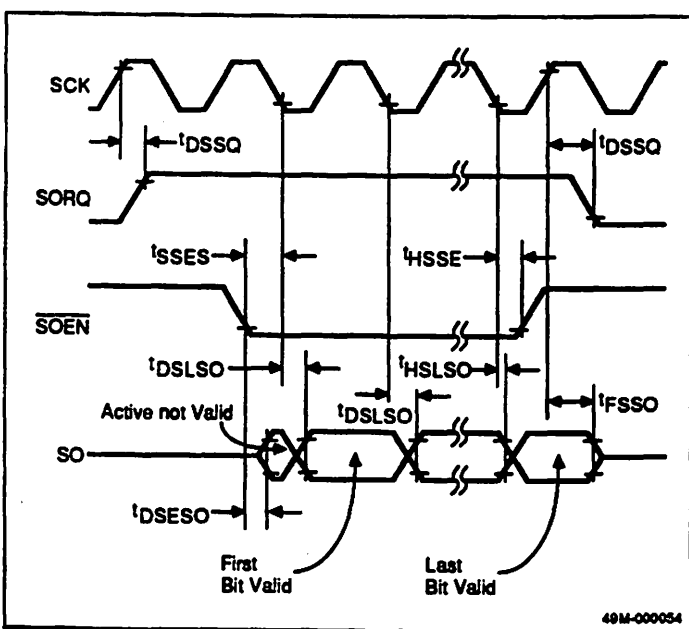 SCK
tDSSQ
tDSSQ
SORQ
tSSES
tHSSE
SOEN
tDSLSO
tHSLSO
Active not Valid
tDSLSO
tFSSO
SO
tDSESO
First
Bit Valid
Last
Bit Valid
49M-000054